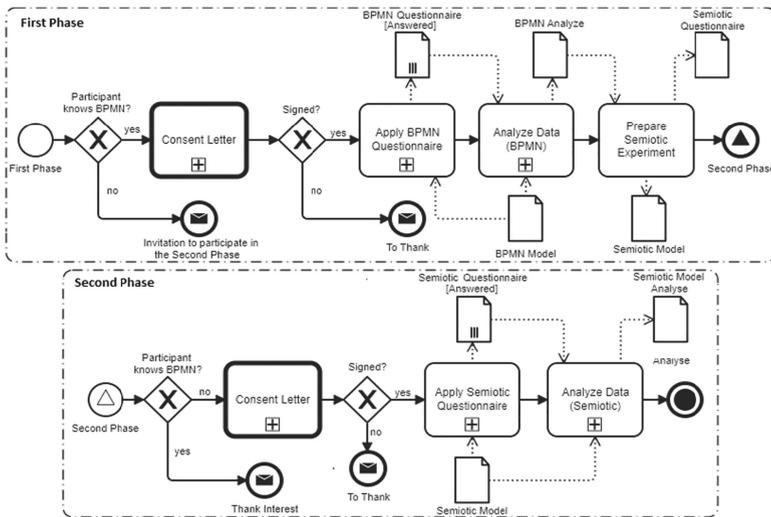 First Phase
BPMN Questionnaire
[Answered]
BPMN Analyze
Semiotic
Questionnaire
Participant
knows BPMN?
yes
Consent Letter
Signed?
yes
Apply BPMN
Questionnaire
Analyze Data
(BPMN)
Prepare
Semiotic
Experiment
First Phase
Second Phase
no
no
Invitation to participate in
the Second Phase
To Thank
BPMN Model
Semiotic Model
Second Phase
Semiotic Questionnaire
[Answered]
Semiotic Model
Analyse
Participant
knows BPMN?
no
Consent Letter
Signed?
yes
Apply Semiotic
Questionnaire
Analyze Data
(Semiotic)
Analyse
Second Phase
yes
no
Thank Interest
To Thank
Semiotic Model